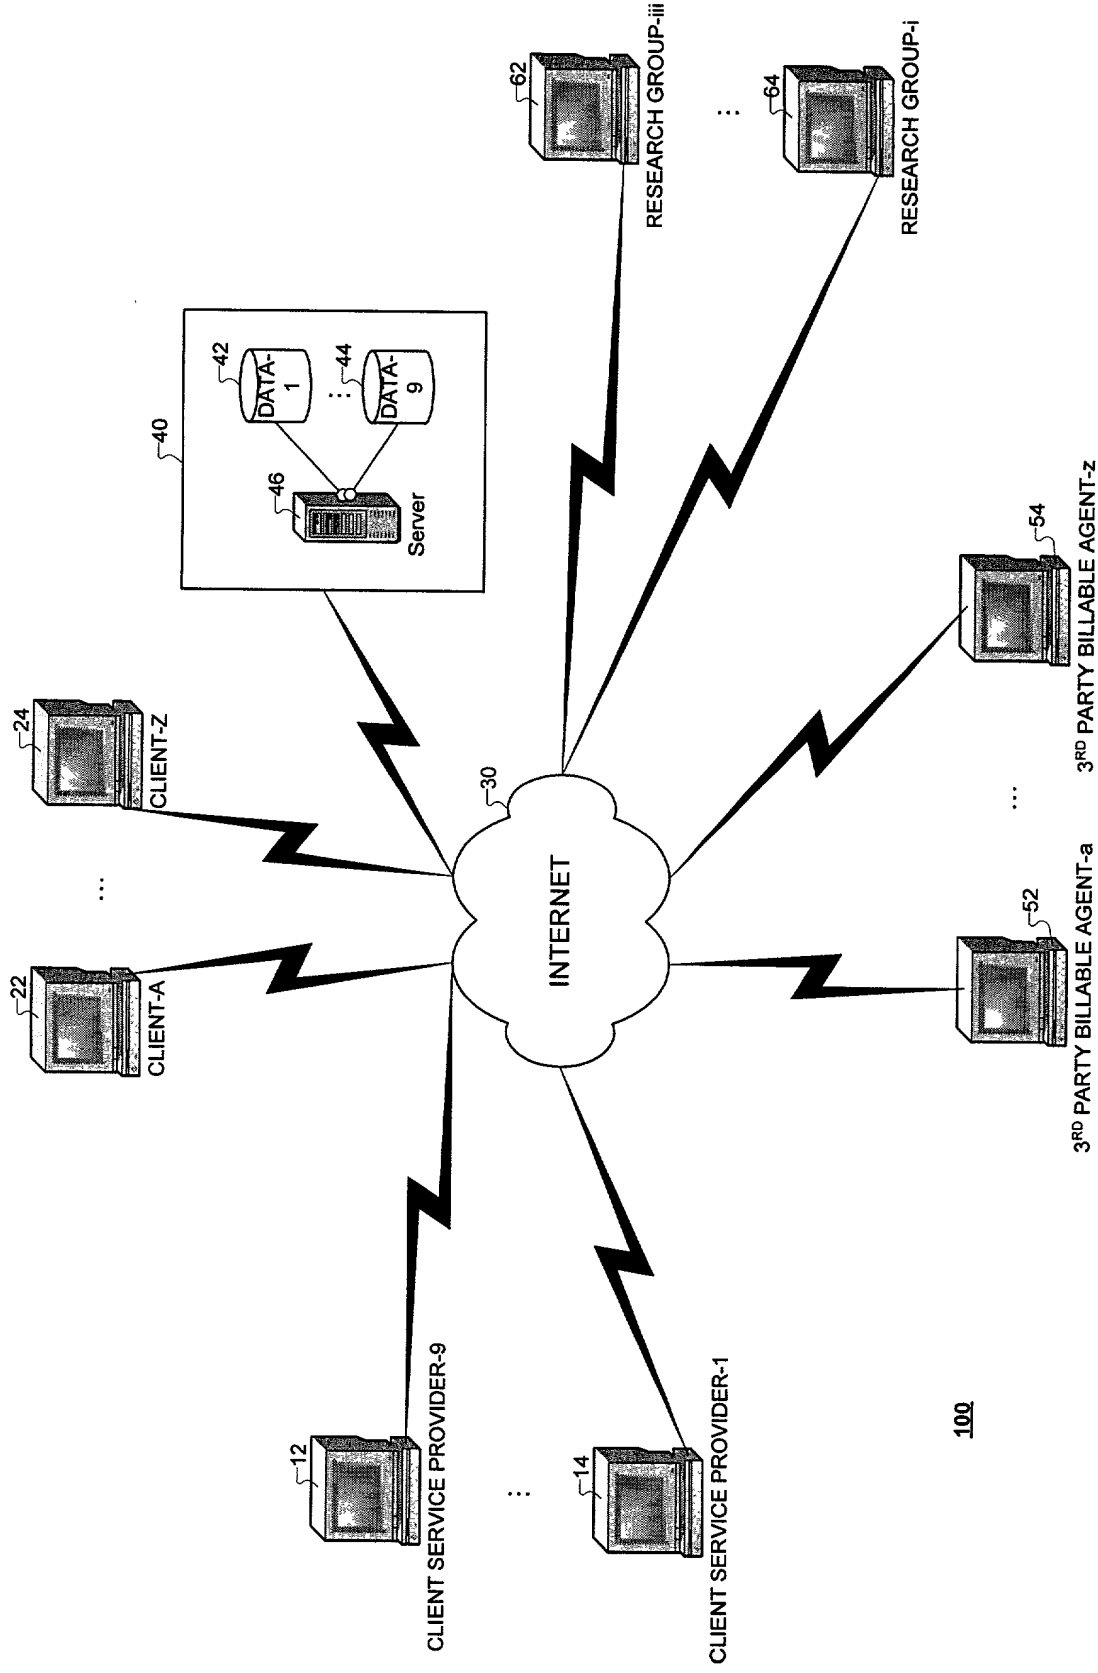 22
CLIENT-A
...
24
CLIENT-Z
40
42
DATA-
1
...
44
DATA-
9
46
Server
12
CLIENT SERVICE PROVIDER-9
...
14
CLIENT SERVICE PROVIDER-1
30
INTERNET
62
RESEARCH GROUP-iii
...
64
RESEARCH GROUP-i
52
3RD PARTY BILLABLE AGENT-a
...
54
3RD PARTY BILLABLE AGENT-z
100